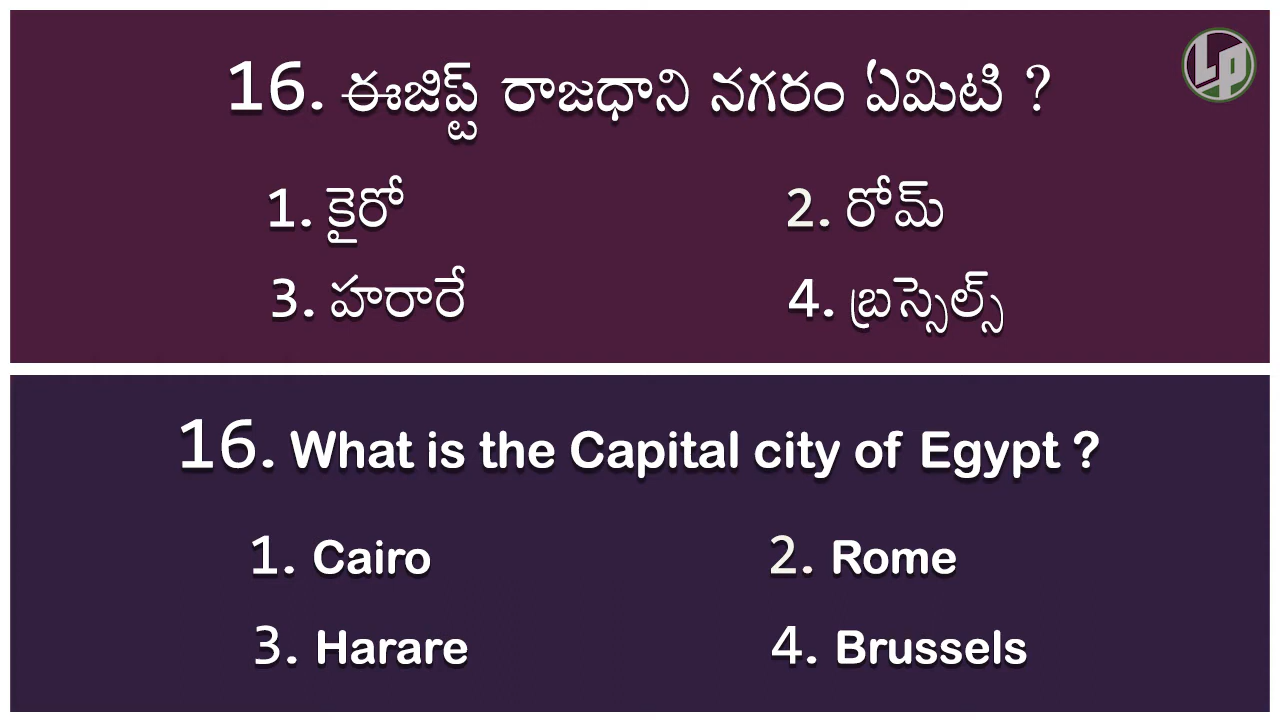 16. ఈజిప్ట్ రాజధాని నగరం ఏమిటి ?
1. కైరో 2. రోమ్
3. హరారే 4. బ్రస్సెల్స్
16. What is the Capital city of Egypt ?
1. Cairo 2. Rome
3. Harare 4. Brussels
LP